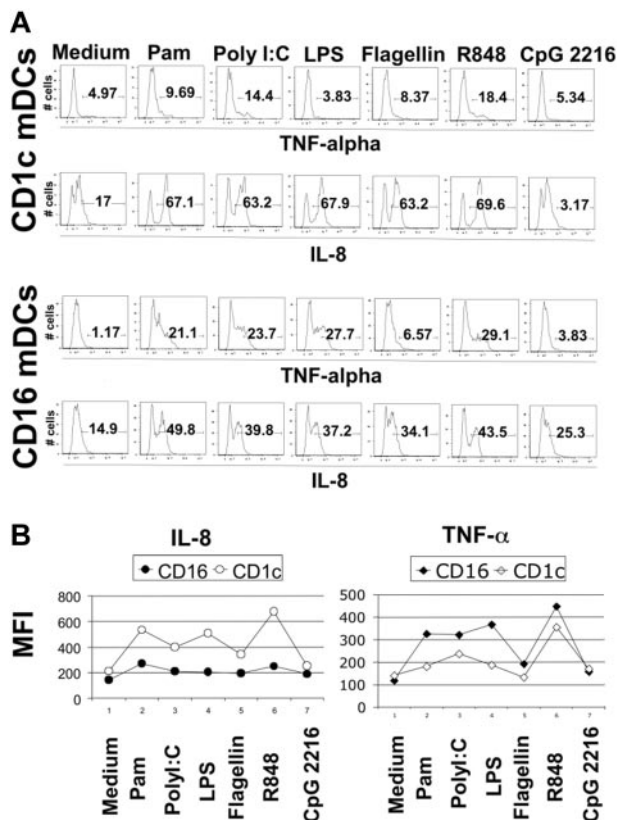 A
Medium Pam Poly I:C LPS Flagellin R848 CpG 2216
CD1c mDCs
# cells
4.97 9.69 14.4 3.83 8.37 18.4 5.34
TNF-alpha
# cells
17 67.1 63.2 67.9 63.2 69.6 3.17
IL-8
CD16 mDCs
# cells
1.17 21.1 23.7 27.7 6.57 29.1 3.83
TNF-alpha
# cells
14.9 49.8 39.8 37.2 34.1 43.5 25.3
IL-8
B
IL-8
CD16 CD1c
MFI
800
600
400
200
0
1 2 3 4 5 6 7
Medium
Pam
PolyI:C
LPS
Flagellin
R848
CpG 2216
TNF-α
CD16 CD1c
500
400
300
200
100
0
1 2 3 4 5 6 7
Medium
Pam
PolyI:C
LPS
Flagellin
R848
CpG 2216